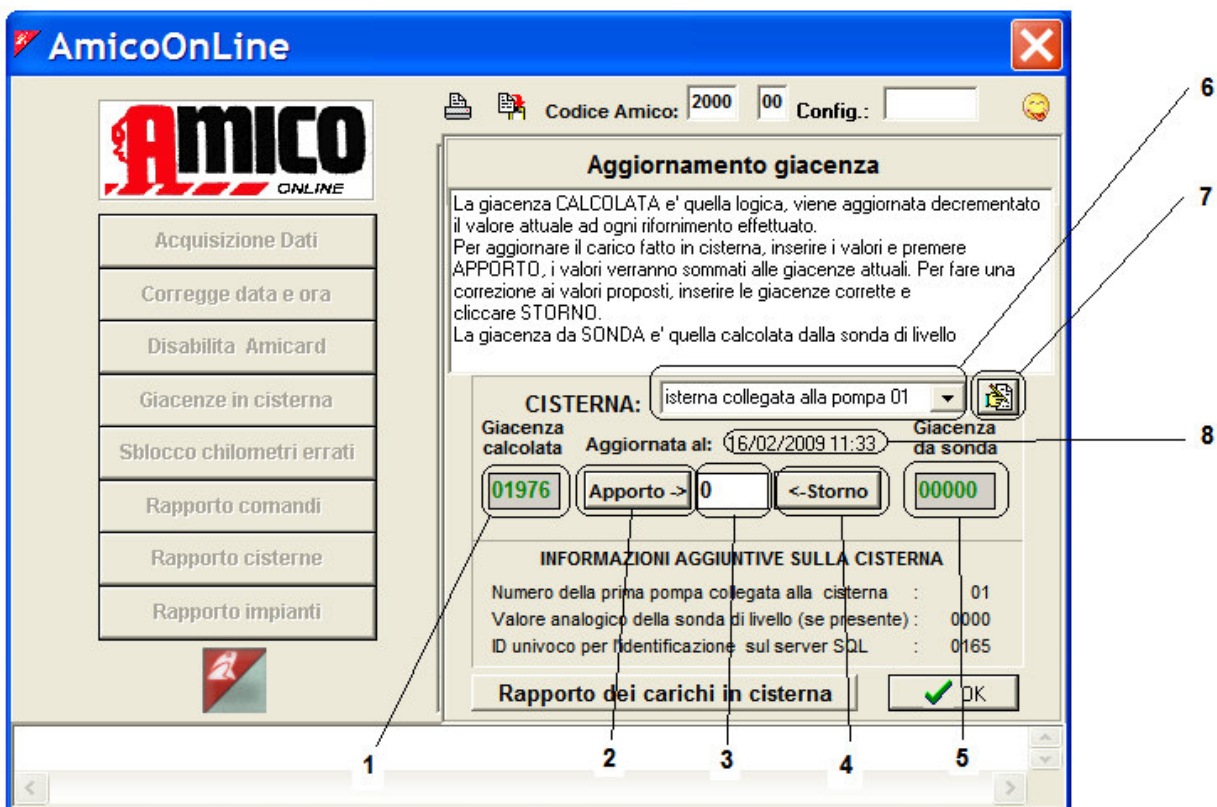 AmicoOnLine
AMICO
ONLINE
Codice Amico: 2000 00 Config.:
Acquisizione Dati
Corregge data e ora
Disabilita Amicard
Giacenze in cisterna
Sblocco chilometri errati
Rapporto comandi
Rapporto cisterne
Rapporto impianti
Aggiornamento giacenza
La giacenza CALCOLATA e' quella logica, viene aggiornata decrementato
il valore attuale ad ogni rifornimento effettuato.
Per aggiornare il carico fatto in cisterna, inserire i valori e premere
APPORTO, i valori verranno sommati alle giacenze attuali. Per fare una
correzione ai valori proposti, inserire le giacenze corrette e
cliccare STORNO.
La giacenza da SONDA e' quella calcolata dalla sonda di livello
CISTERNA: isterna collegata alla pompa 01
Giacenza
calcolata
Aggiornata al: 16/02/2009 11:33
Giacenza
da sonda
01976 Apporto -> 0 <-Storno 00000
INFORMAZIONI AGGIUNTIVE SULLA CISTERNA
Numero della prima pompa collegata alla cisterna : 01
Valore analogico della sonda di livello (se presente) : 0000
ID univoco per l'identificazione sul server SQL : 0165
Rapporto dei carichi in cisterna OK
6
7
8
1 2 3 4 5